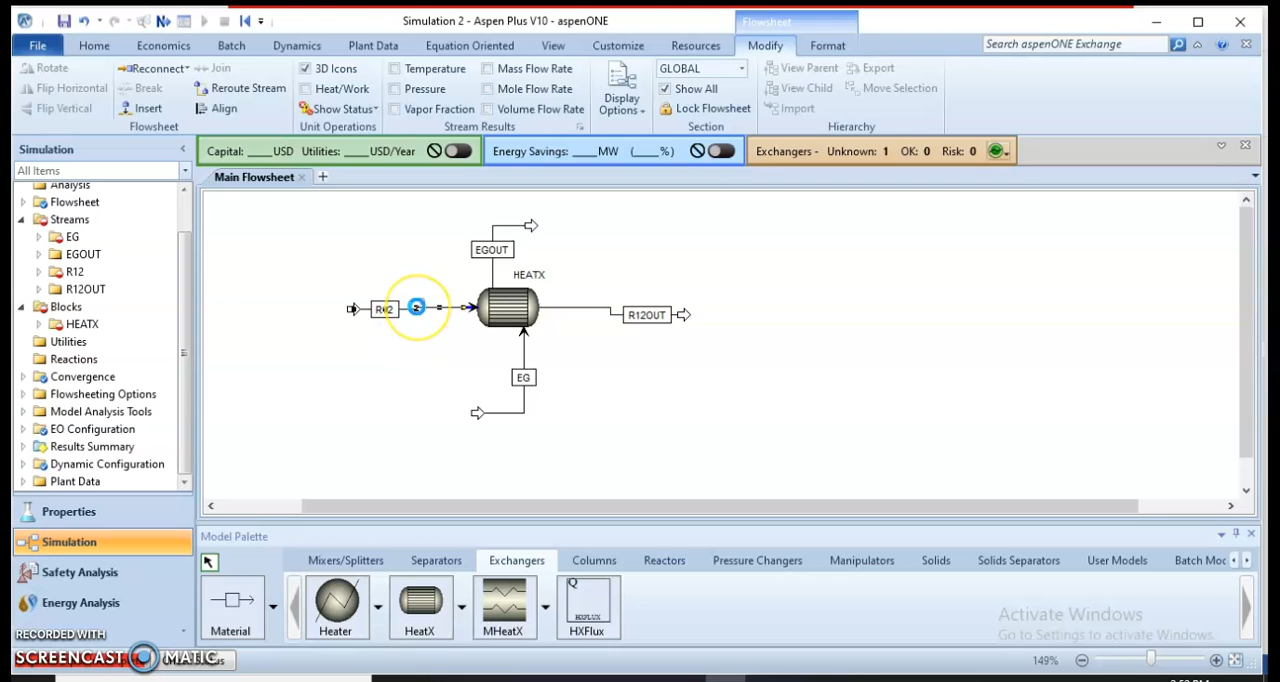 Simulation 2 - Aspen Plus V10 - aspenONE
Flowsheet
File Home Economics Batch Dynamics Plant Data Equation Oriented View Customize Resources Modify Format
Search aspenONE Exchange
Rotate Reconnect Join
Flip Horizontal Break Reroute Stream
Flip Vertical Insert Align
Flowsheet
3D Icons
Heat/Work
Show Status
Unit Operations
Temperature Mass Flow Rate
Pressure Mole Flow Rate
Vapor Fraction Volume Flow Rate
Stream Results
Display
Options
GLOBAL
Show All
Lock Flowsheet
Section
View Parent Export
View Child Move Selection
Import
Hierarchy
Simulation
All Items
Analysis
Flowsheet
Streams
EG
EGOUT
R12
R12OUT
Blocks
HEATX
Utilities
Reactions
Convergence
Flowsheeting Options
Model Analysis Tools
EO Configuration
Results Summary
Dynamic Configuration
Plant Data
Properties
Simulation
Safety Analysis
Energy Analysis
Capital: ____USD Utilities: ____USD/Year
Energy Savings: ____MW (____%)
Exchangers - Unknown: 1 OK: 0 Risk: 0
Main Flowsheet
EGOUT
HEATX
R12OUT
EG
Model Palette
Mixers/Splitters Separators Exchangers Columns Reactors Pressure Changers Manipulators Solids Solids Separators User Models Batch Moc
Material
Heater
HeatX
MHeatX
Q
HXFLUX
HXFlux
Activate Windows
Go to Settings to activate Windows.
149%
RECORDED WITH
SCREENCAST MATIC